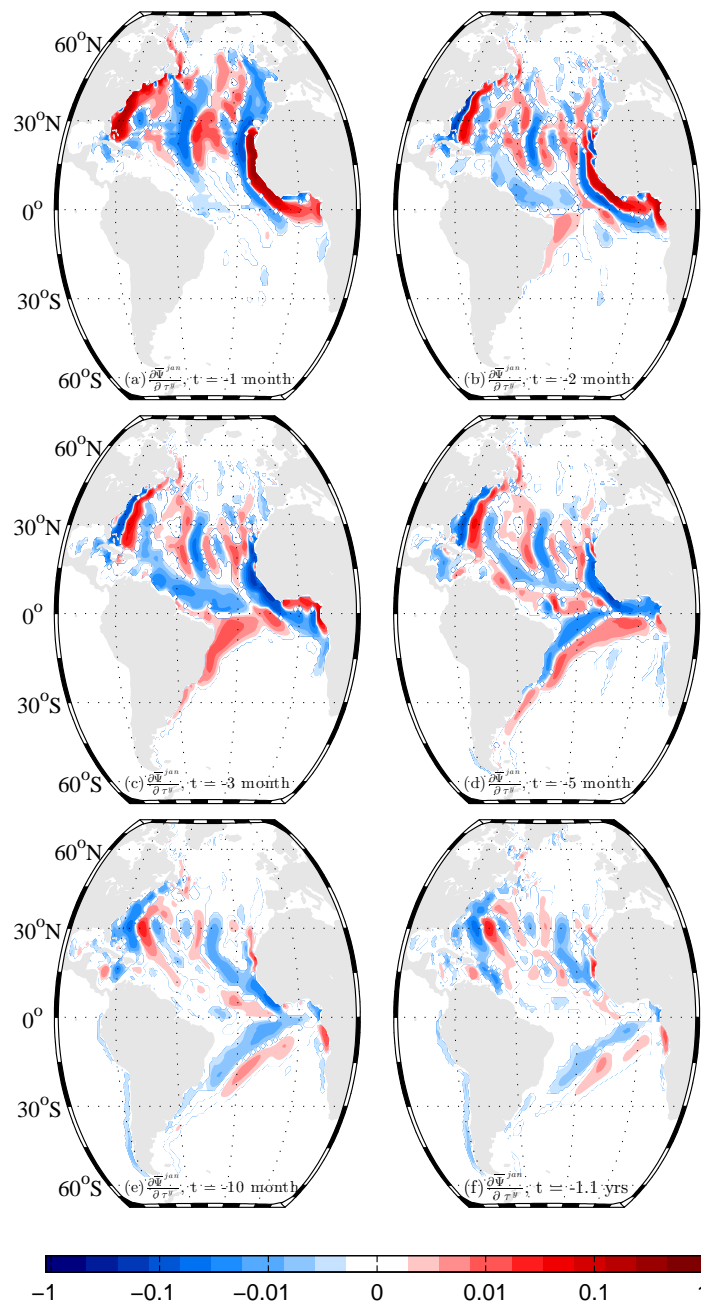 60°N
30°N
0°
30°S
60°S
(a) ∂Ψ̅^jan/∂τ^y, t = -1 month
(b) ∂Ψ̅^jan/∂τ^y, t = -2 month
60°N
30°N
0°
30°S
60°S
(c) ∂Ψ̅^jan/∂τ^y, t = -3 month
(d) ∂Ψ̅^jan/∂τ^y, t = -5 month
60°N
30°N
0°
30°S
60°S
(e) ∂Ψ̅^jan/∂τ^y, t = -10 month
(f) ∂Ψ̅^jan/∂τ^y, t = -1.1 yrs
−1 −0.1 −0.01 0 0.01 0.1 1